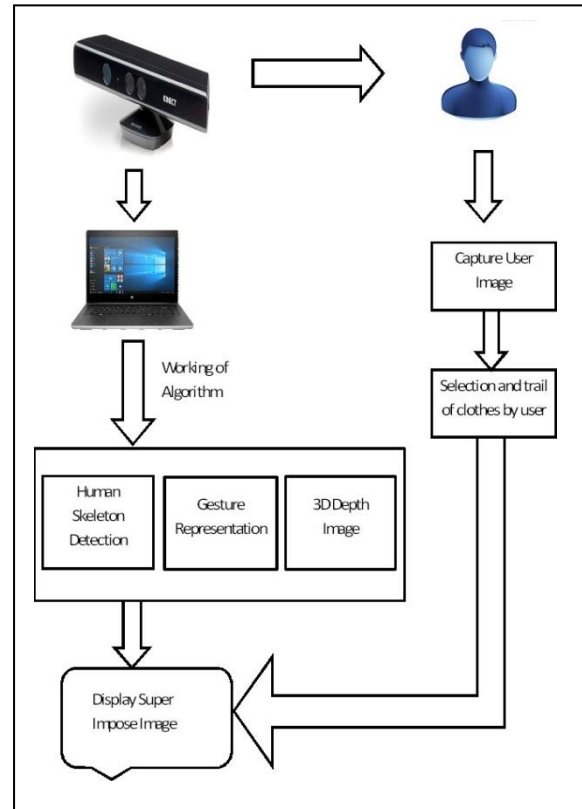 KINECT
Capture User
Image
Working of
Algorithm
Selection and trail
of clothes by user
Human
Skeleton
Detection
Gesture
Representation
3D Depth
Image
Display Super
Impose Image